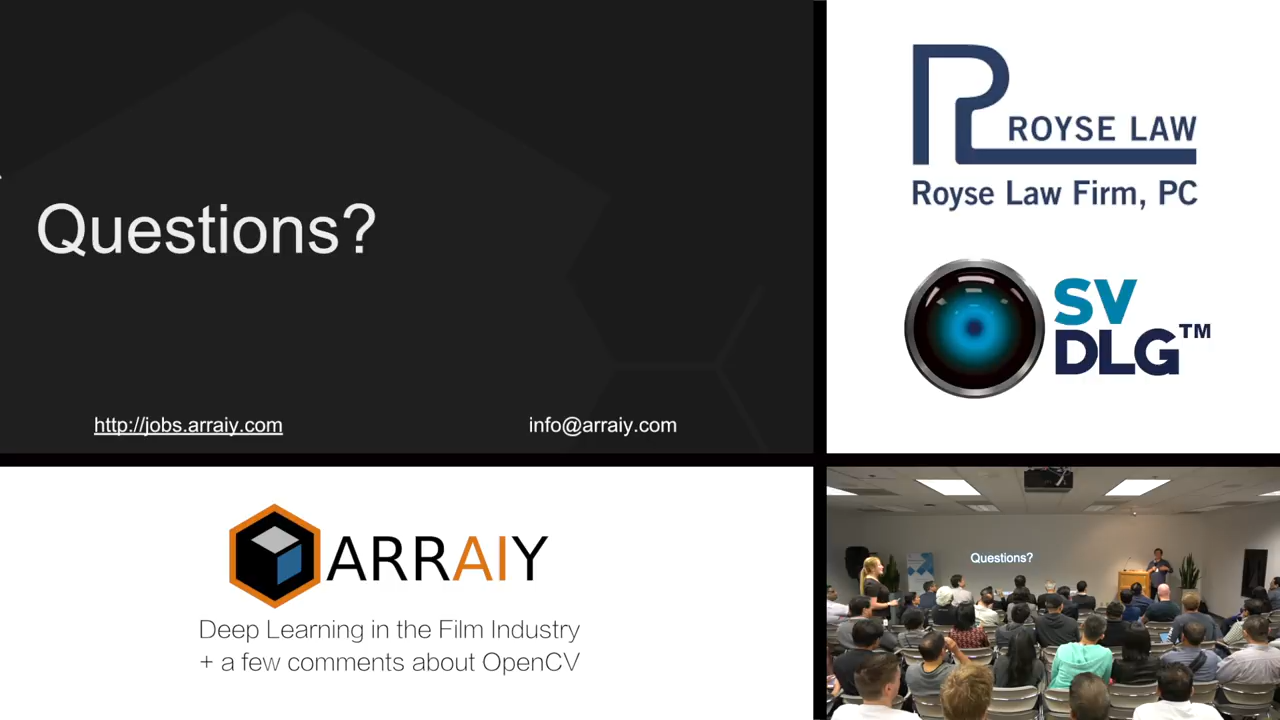 Questions?
http://jobs.arraiy.com
info@arraiy.com
ROYSE LAW
Royse Law Firm, PC
SV
DLG™
ARRAIY
Deep Learning in the Film Industry
+ a few comments about OpenCV
Questions?